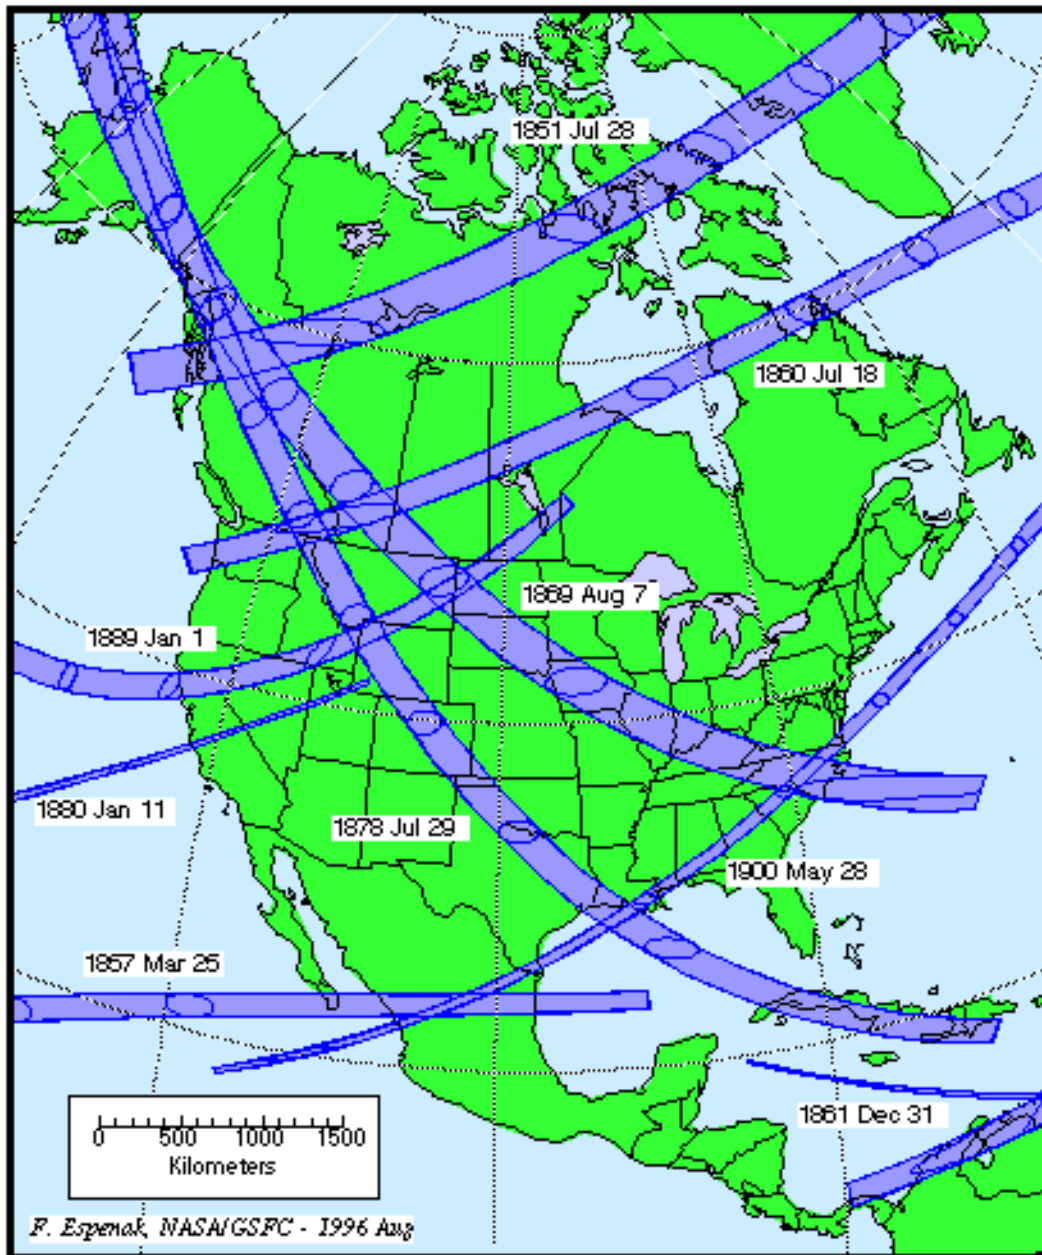 1851 Jul 28
1860 Jul 18
1869 Aug 7
1889 Jan 1
1880 Jan 11
1878 Jul 29
1900 May 28
1857 Mar 25
1861 Dec 31
0 500 1000 1500
Kilometers
F. Espenak, NASA/GSFC - 1996 Aug